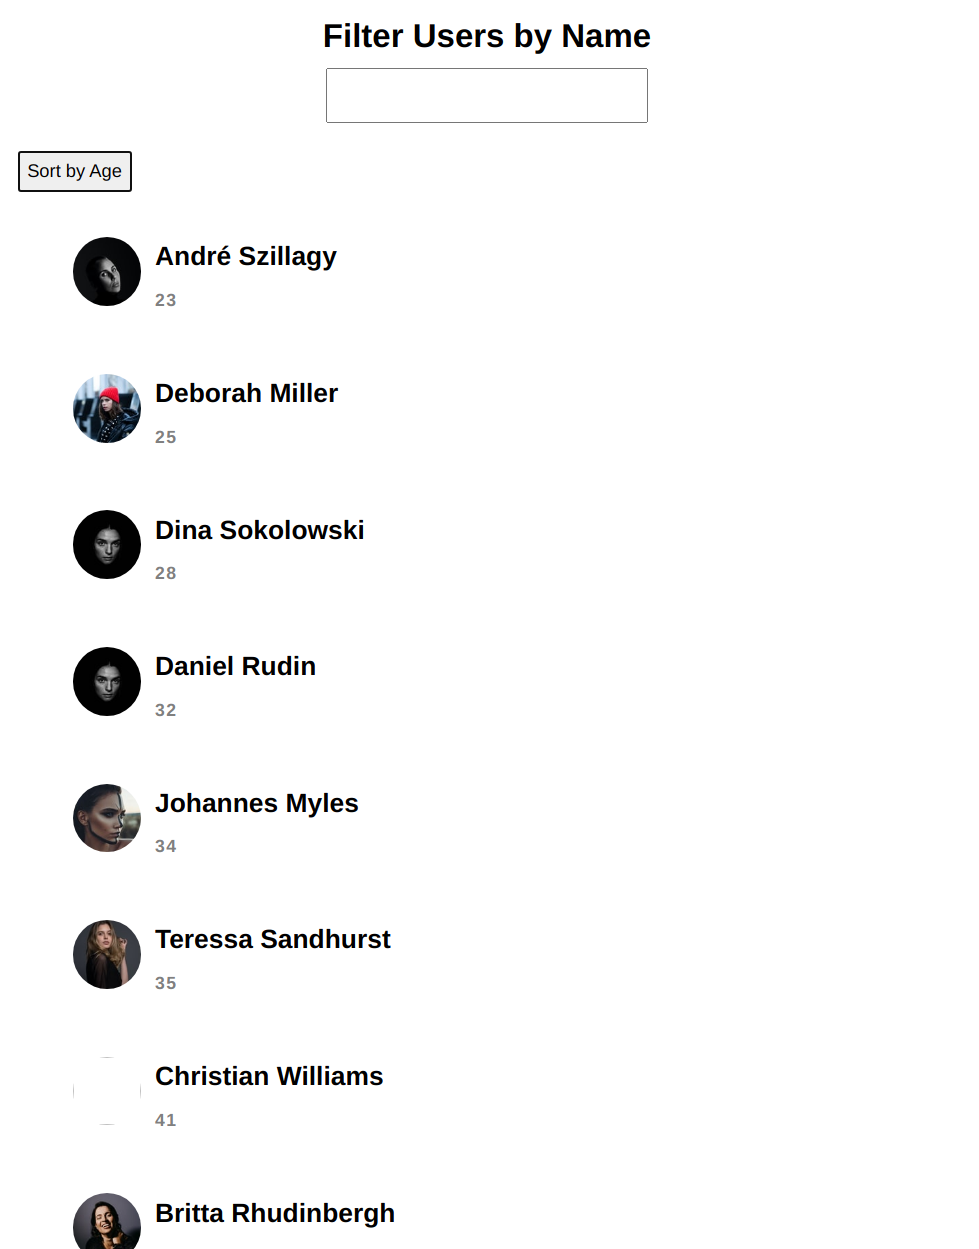 Filter Users by Name
Sort by Age
André Szillagy
23
Deborah Miller
25
Dina Sokolowski
28
Daniel Rudin
32
Johannes Myles
34
Teressa Sandhurst
35
Christian Williams
41
Britta Rhudinbergh